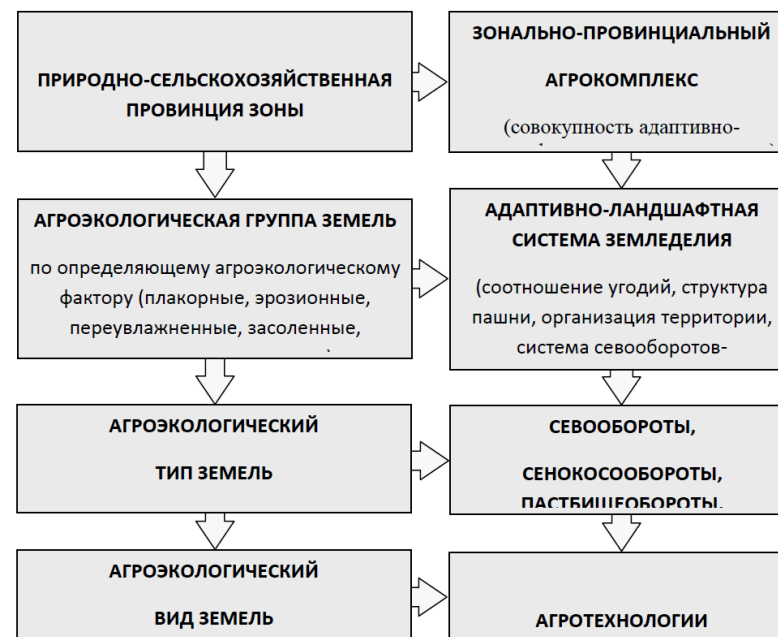 ПРИРОДНО-СЕЛЬСКОХОЗЯЙСТВЕННАЯ
ПРОВИНЦИЯ ЗОНЫ
ЗОНАЛЬНО-ПРОВИНЦИАЛЬНЫЙ
АГРОКОМПЛЕКС
(совокупность адаптивно-
АГРОЭКОЛОГИЧЕСКАЯ ГРУППА ЗЕМЕЛЬ
по определяющему агроэкологическому
фактору (плакорные, эрозионные,
переувлажненные, засоленные,
АДАПТИВНО-ЛАНДШАФТНАЯ
СИСТЕМА ЗЕМЛЕДЕЛИЯ
(соотношение угодий, структура
пашни, организация территории,
система севооборотов-
АГРОЭКОЛОГИЧЕСКИЙ
ТИП ЗЕМЕЛЬ
СЕВООБОРОТЫ,
СЕНОКОСООБОРОТЫ,
ПАСТБИЩЕОБОРОТЫ,
АГРОЭКОЛОГИЧЕСКИЙ
ВИД ЗЕМЕЛЬ
АГРОТЕХНОЛОГИИ